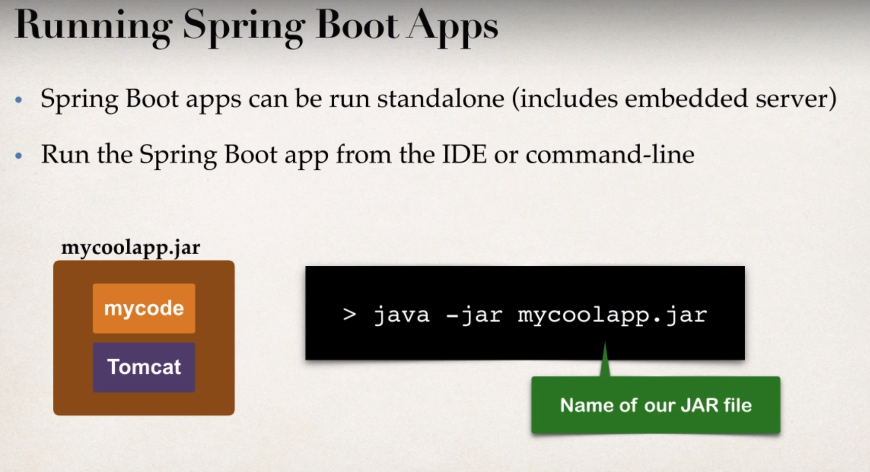 Running Spring Boot Apps
• Spring Boot apps can be run standalone (includes embedded server)
• Run the Spring Boot app from the IDE or command-line
mycoolapp.jar
mycode
Tomcat
> java -jar mycoolapp.jar
Name of our JAR file